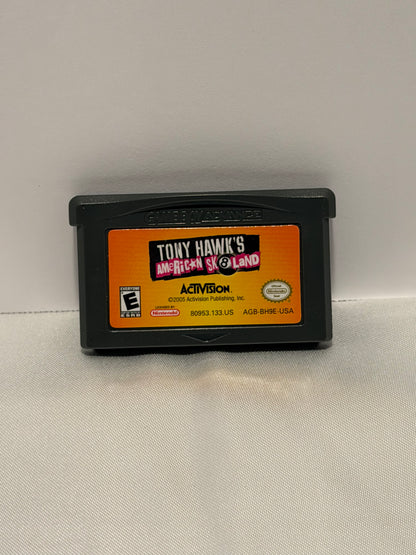 GAME BOY ADVANCE
TONY HAWK'S
AMERICAN SK8LAND
ACTIVISION
©2005 Activision Publishing, Inc.
EVERYONE
E
ESRB
LICENSED BY
Nintendo
80953.133.US
Nintendo
AGB-BH9E-USA